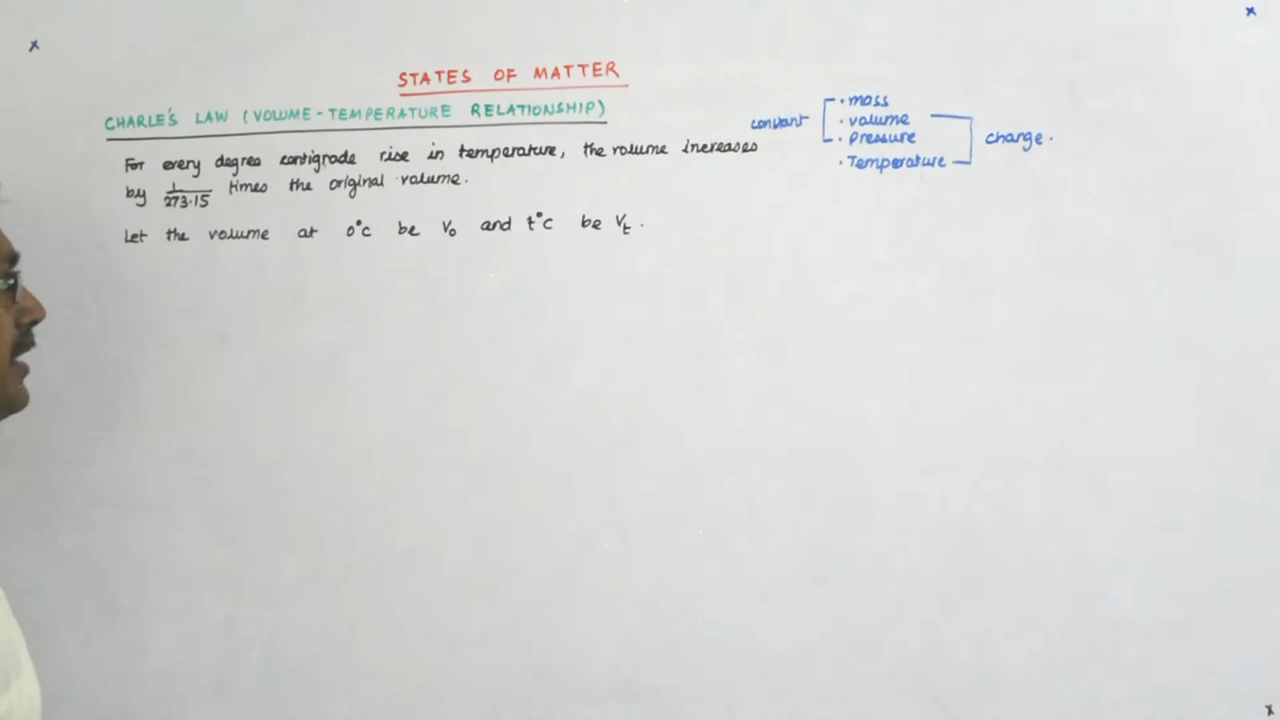 STATES OF MATTER
CHARLE'S LAW (VOLUME-TEMPERATURE RELATIONSHIP)
For every degree centigrade rise in temperature, the volume increases
by 1/273.15 times the original volume.
Let the volume at 0°c be V₀ and t°c be Vₜ.
constant
· mass
· volume
· pressure
· Temperature
change.